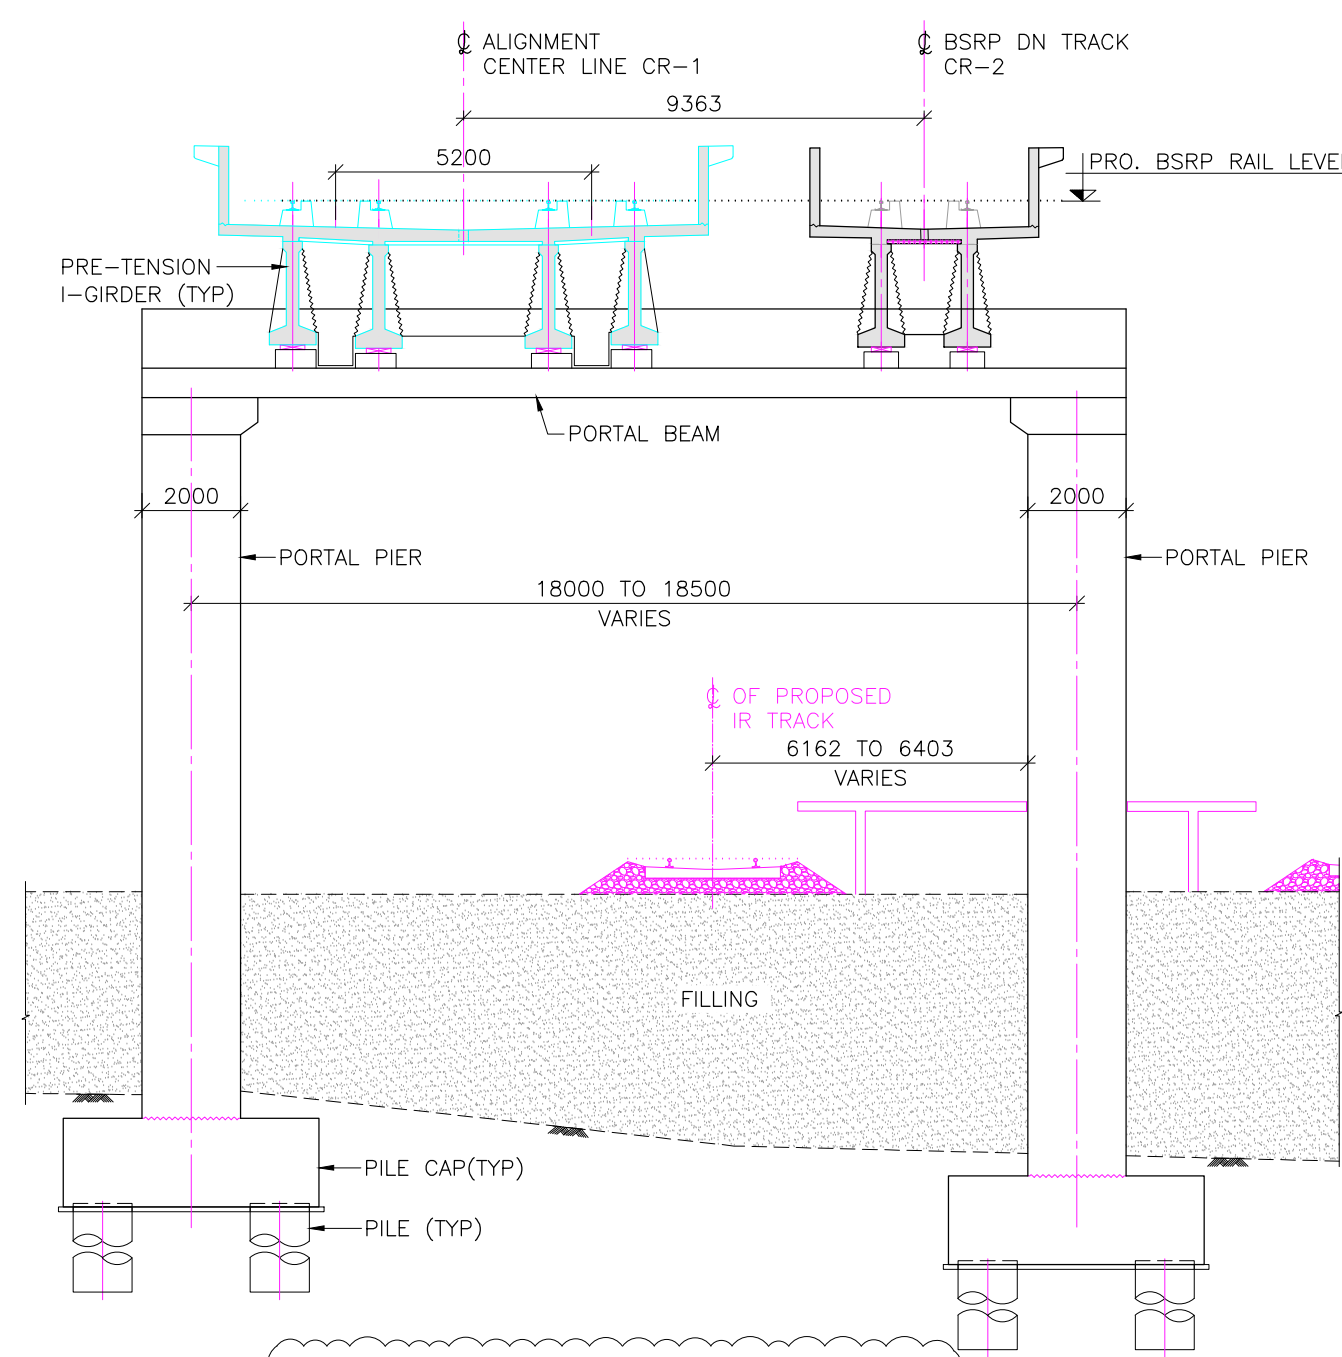 ℄ ALIGNMENT
CENTER LINE CR-1
℄ BSRP DN TRACK
CR-2
9363
5200
PRO. BSRP RAIL LEVEL
PRE-TENSION
I-GIRDER (TYP)
PORTAL BEAM
2000
2000
PORTAL PIER
PORTAL PIER
18000 TO 18500
VARIES
℄ OF PROPOSED
IR TRACK
6162 TO 6403
VARIES
FILLING
PILE CAP(TYP)
PILE (TYP)